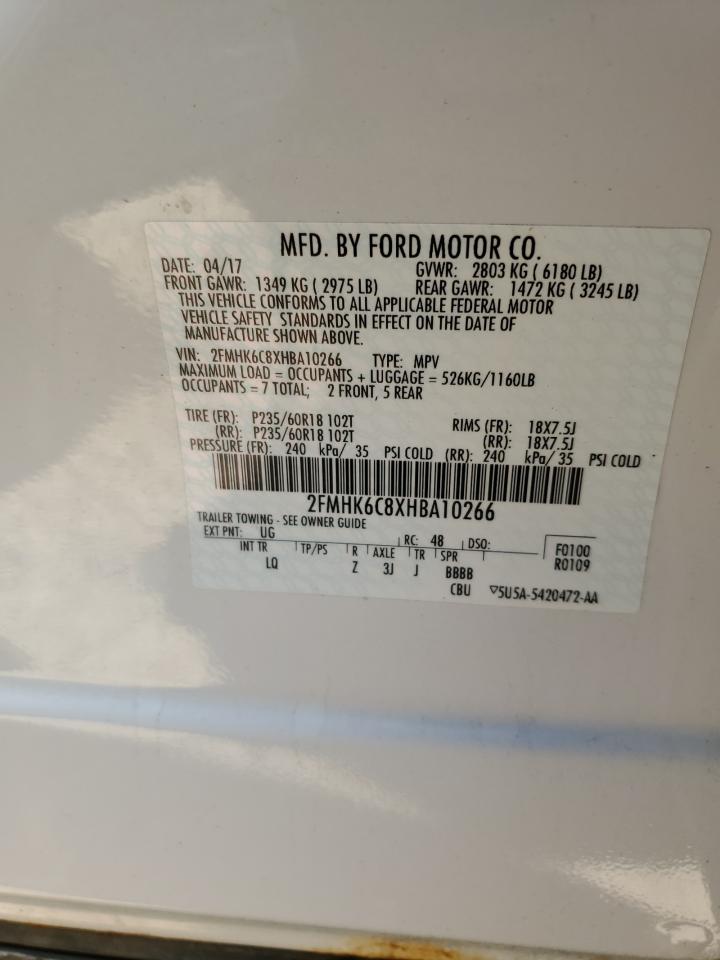 MFD. BY FORD MOTOR CO.
DATE: 04/17 GVWR: 2803 KG ( 6180 LB)
FRONT GAWR: 1349 KG ( 2975 LB) REAR GAWR: 1472 KG ( 3245 LB)
THIS VEHICLE CONFORMS TO ALL APPLICABLE FEDERAL MOTOR
VEHICLE SAFETY STANDARDS IN EFFECT ON THE DATE OF
MANUFACTURE SHOWN ABOVE.
VIN: 2FMHK6C8XHBA10266 TYPE: MPV
MAXIMUM LOAD = OCCUPANTS + LUGGAGE = 526KG/1160LB
OCCUPANTS = 7 TOTAL; 2 FRONT, 5 REAR
TIRE (FR): P235/60R18 102T RIMS (FR): 18X7.5J
(RR): P235/60R18 102T (RR): 18X7.5J
PRESSURE (FR): 240 kPa/ 35 PSI COLD (RR): 240 kPa/ 35 PSI COLD
2FMHK6C8XHBA10266
TRAILER TOWING - SEE OWNER GUIDE
EXT PNT: UG RC: 48 DSO: F0100
INT TR TP/PS R AXLE TR SPR R0109
LQ Z 3J J BBBB
CBU ▽5U5A-5420472-AA